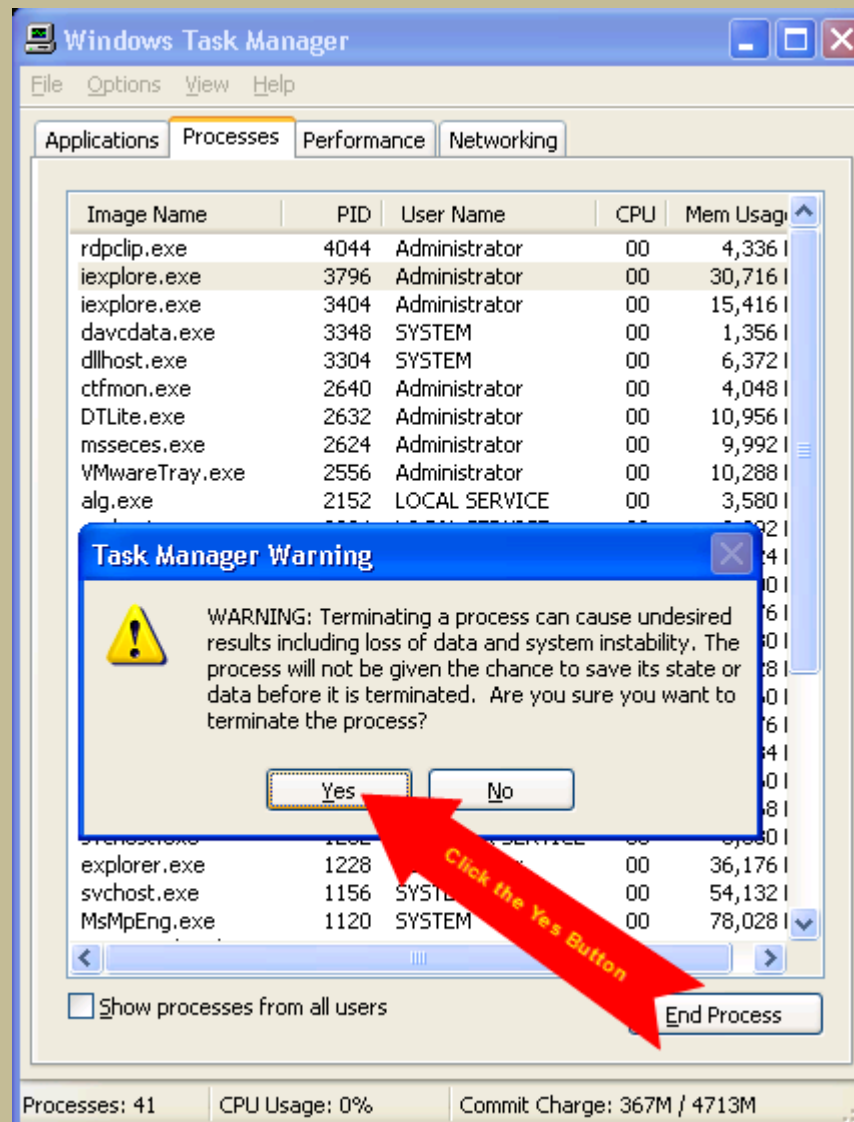 Windows Task Manager
File Options View Help
Applications Processes Performance Networking
Image Name PID User Name CPU Mem Usag
rdpclip.exe 4044 Administrator 00 4,336
iexplore.exe 3796 Administrator 00 30,716
iexplore.exe 3404 Administrator 00 15,416
davcdata.exe 3348 SYSTEM 00 1,356
dllhost.exe 3304 SYSTEM 00 6,372
ctfmon.exe 2640 Administrator 00 4,048
DTLite.exe 2632 Administrator 00 10,956
msseces.exe 2624 Administrator 00 9,992
VMwareTray.exe 2556 Administrator 00 10,288
alg.exe 2152 LOCAL SERVICE 00 3,580
Task Manager Warning
WARNING: Terminating a process can cause undesired
results including loss of data and system instability. The
process will not be given the chance to save its state or
data before it is terminated. Are you sure you want to
terminate the process?
Yes No
Click the Yes Button
explorer.exe 1228 00 36,176
svchost.exe 1156 SYSTEM 00 54,132
MsMpEng.exe 1120 SYSTEM 00 78,028
Show processes from all users
End Process
Processes: 41 CPU Usage: 0% Commit Charge: 367M / 4713M